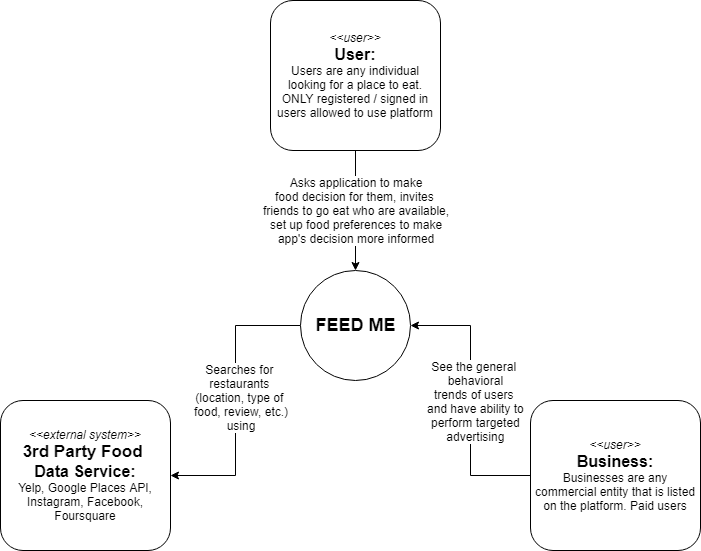 <<user>>
User:
Users are any individual
looking for a place to eat.
ONLY registered / signed in
users allowed to use platform
Asks application to make
food decision for them, invites
friends to go eat who are available,
set up food preferences to make
app's decision more informed
FEED ME
Searches for
restaurants
(location, type of
food, review, etc.)
using
See the general
behavioral
trends of users
and have ability to
perform targeted
advertising
<<external system>>
3rd Party Food
Data Service:
Yelp, Google Places API,
Instagram, Facebook,
Foursquare
<<user>>
Business:
Businesses are any
commercial entity that is listed
on the platform. Paid users